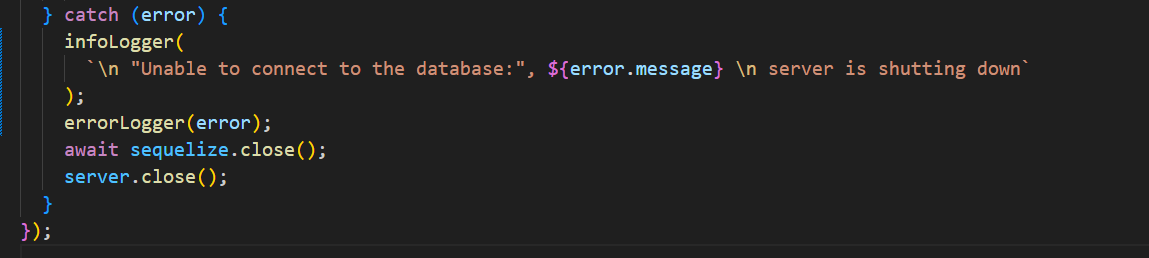 } catch (error) {
infoLogger(
`\n "Unable to connect to the database:", ${error.message} \n server is shutting down`
);
errorLogger(error);
await sequelize.close();
server.close();
}
});